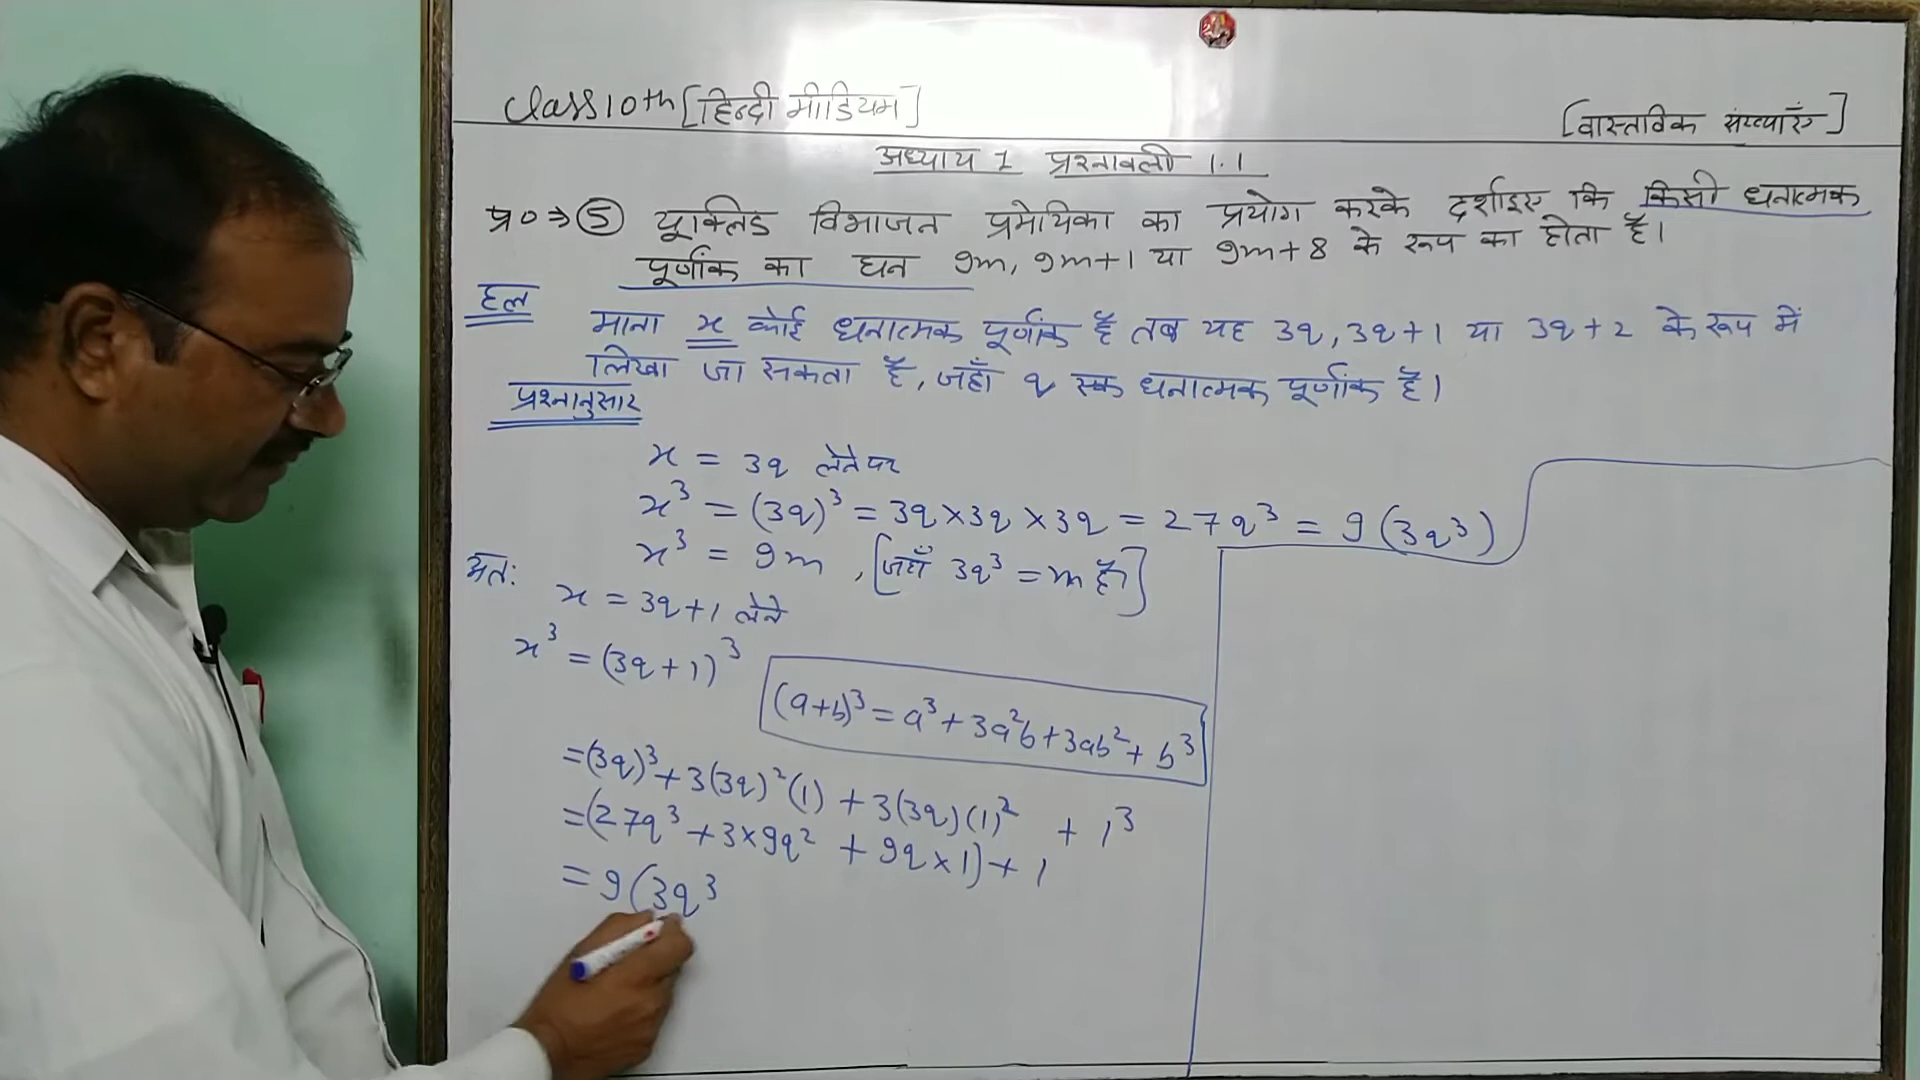 Class 10th [हिन्दी मीडियम]
[वास्तविक संख्याएँ]
अध्याय 1 प्रश्नावली 1.1
प्र० ⇒ ⑤ यूक्लिड विभाजन प्रमेयिका का प्रयोग करके दर्शाइए कि किसी धनात्मक
पूर्णांक का घन 9m, 9m+1 या 9m+8 के रूप का होता है।
हल
माना x कोई धनात्मक पूर्णांक है तब यह 3q, 3q+1 या 3q+2 के रूप में
लिखा जा सकता है, जहाँ q एक धनात्मक पूर्णांक है।
प्रश्नानुसार
x = 3q लेने पर
x³ = (3q)³ = 3q×3q×3q = 27q³ = 9(3q³)
x³ = 9m, [जहाँ 3q³ = m है]
अतः
x = 3q+1 लेने
x³ = (3q+1)³
(a+b)³ = a³+3a²b+3ab²+b³
=(3q)³+3(3q)²(1)+3(3q)(1)²+1³
=(27q³+3×9q²+9q×1)+1
=9(3q³